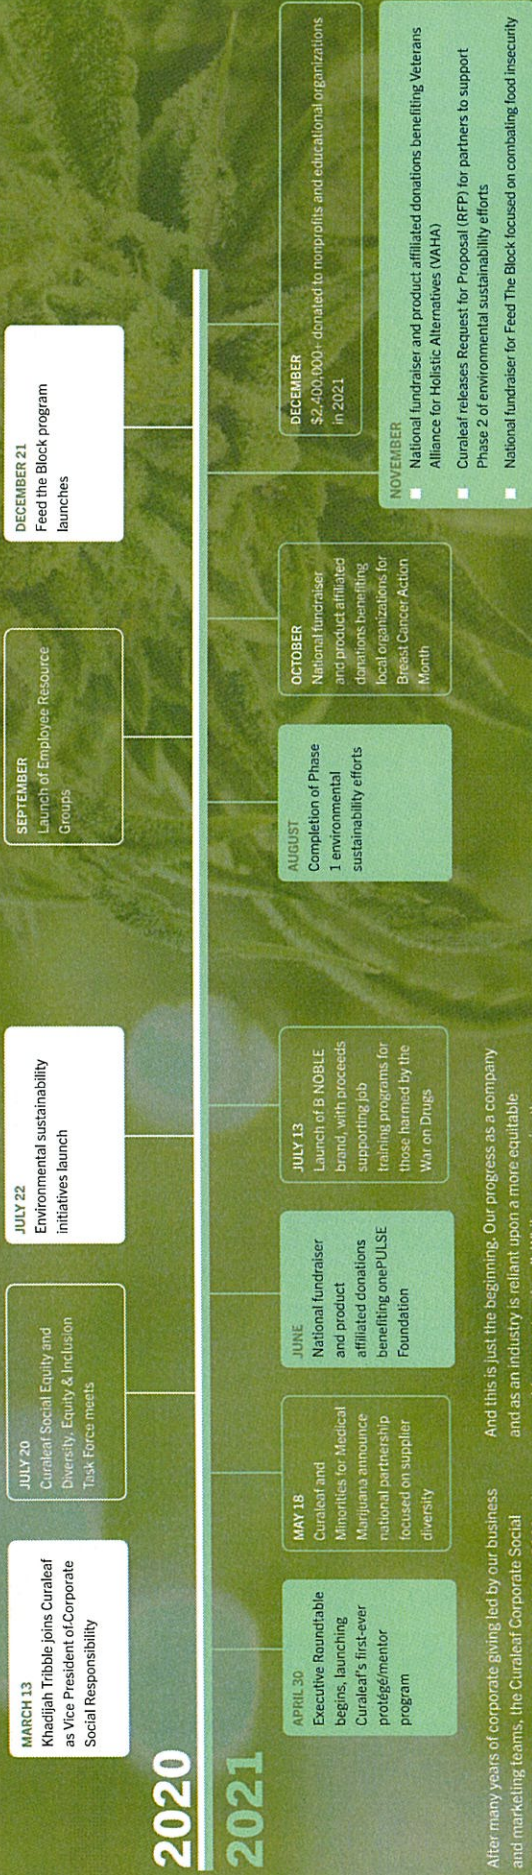 2020
MARCH 13
Khadijah Tribble joins Curaleaf
as Vice President of Corporate
Social Responsibility
JULY 20
Curaleaf Social Equity and
Diversity, Equity & Inclusion
Task Force meets
JULY 22
Environmental sustainability
initiatives launch
SEPTEMBER
Launch of Employee Resource
Groups
DECEMBER 21
Feed the Block program
launches
2021
APRIL 30
Executive Roundtable
begins, launching
Curaleaf's first-ever
protégé/mentor
program
MAY 18
Curaleaf and
Minorities for Medical
Marijuana announce
national partnership
focused on supplier
diversity
JUNE
National fundraiser
and product
affiliated donations
benefiting onePULSE
Foundation
JULY 13
Launch of B NOBLE
brand, with proceeds
supporting job
training programs for
those harmed by the
War on Drugs
AUGUST
Completion of Phase
1 environmental
sustainability efforts
OCTOBER
National fundraiser
and product affiliated
donations benefiting
local organizations for
Breast Cancer Action
Month
NOVEMBER
National fundraiser and product affiliated donations benefiting Veterans
Alliance for Holistic Alternatives (VAHA)
Curaleaf releases Request for Proposal (RFP) for partners to support
Phase 2 of environmental sustainability efforts
National fundraiser for Feed The Block focused on combating food insecurity
DECEMBER
$2,400,000+ donated to nonprofits and educational organizations
in 2021
After many years of corporate giving led by our business
and marketing teams, the Curaleaf Corporate Social
And this is just the beginning. Our progress as a company
and as an industry is reliant upon a more equitable